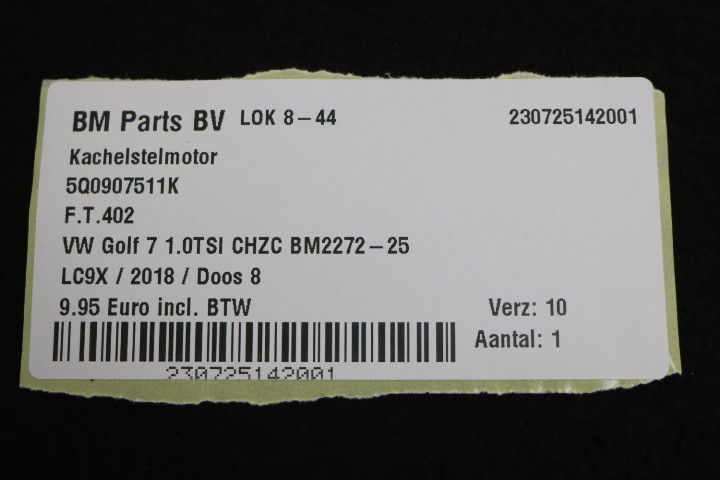 BM Parts BV LOK 8-44 230725142001
Kachelstelmotor
5Q0907511K
F.T.402
VW Golf 7 1.0TSI CHZC BM2272-25
LC9X / 2018 / Doos 8
9.95 Euro incl. BTW Verz: 10
Aantal: 1
230725142001